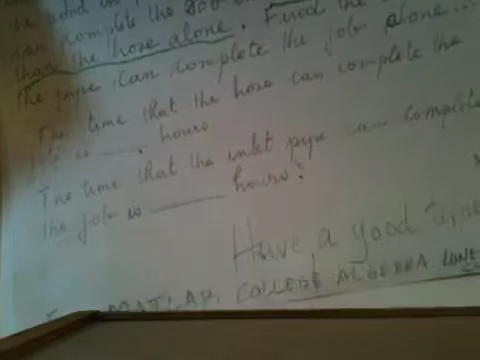 can complete the job
than the hose alone. Find the
the pipe can complete the job alone...
The time that the hose can complete the
job is ____. hours
The time that the inlet pipe can complete
the job is ____ hours.
Have a good time
COLLEGE ALGEBRA